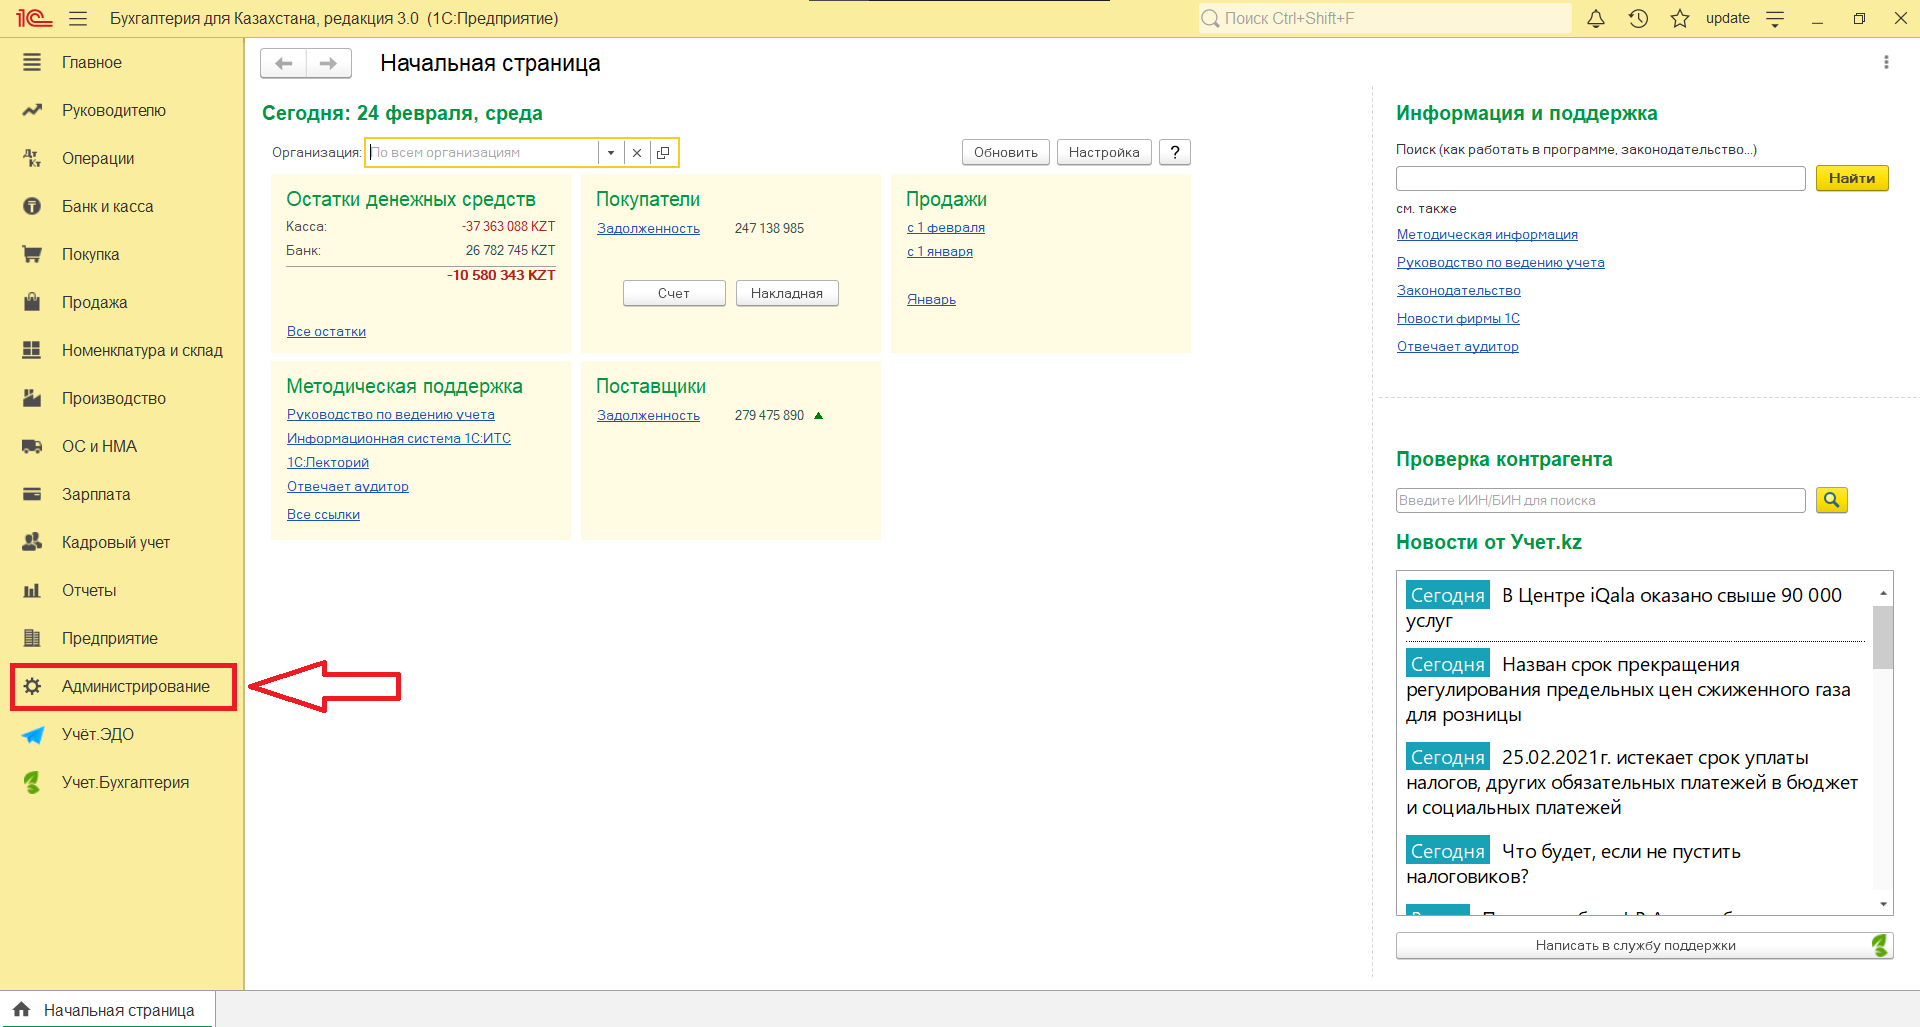 1С Бухгалтерия для Казахстана, редакция 3.0 (1С:Предприятие)
Поиск Ctrl+Shift+F
update
Главное
Руководителю
Операции
Банк и касса
Покупка
Продажа
Номенклатура и склад
Производство
ОС и НМА
Зарплата
Кадровый учет
Отчеты
Предприятие
Администрирование
Учёт.ЭДО
Учет.Бухгалтерия
Начальная страница
Сегодня: 24 февраля, среда
Организация: По всем организациям
Обновить Настройка ?
Остатки денежных средств
Касса: -37 363 088 KZT
Банк: 26 782 745 KZT
-10 580 343 KZT
Все остатки
Покупатели
Задолженность 247 138 985
Счет Накладная
Продажи
с 1 февраля
с 1 января
Январь
Методическая поддержка
Руководство по ведению учета
Информационная система 1С:ИТС
1С:Лекторий
Отвечает аудитор
Все ссылки
Поставщики
Задолженность 279 475 890
Информация и поддержка
Поиск (как работать в программе, законодательство...)
Найти
см. также
Методическая информация
Руководство по ведению учета
Законодательство
Новости фирмы 1С
Отвечает аудитор
Проверка контрагента
Введите ИИН/БИН для поиска
Новости от Учет.kz
Сегодня В Центре iQala оказано свыше 90 000
услуг
Сегодня Назван срок прекращения
регулирования предельных цен сжиженного газа
для розницы
Сегодня 25.02.2021г. истекает срок уплаты
налогов, других обязательных платежей в бюджет
и социальных платежей
Сегодня Что будет, если не пустить
налоговиков?
Написать в службу поддержки
Начальная страница